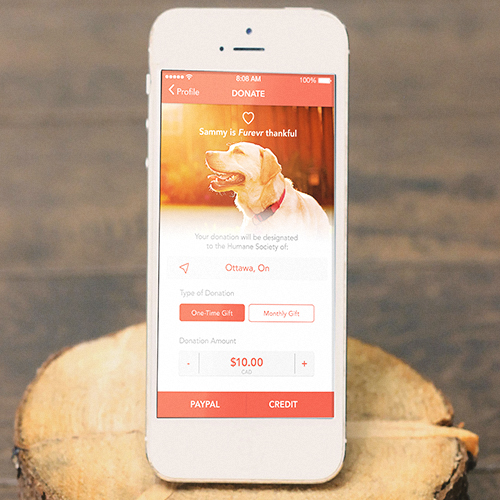 8:08 AM
100%
Profile
DONATE
Sammy is Furevr thankful
Your donation will be designated
to the Humane Society of:
Ottawa, On
Type of Donation
One-Time Gift
Monthly Gift
Donation Amount
- $10.00 +
PAYPAL
CREDIT